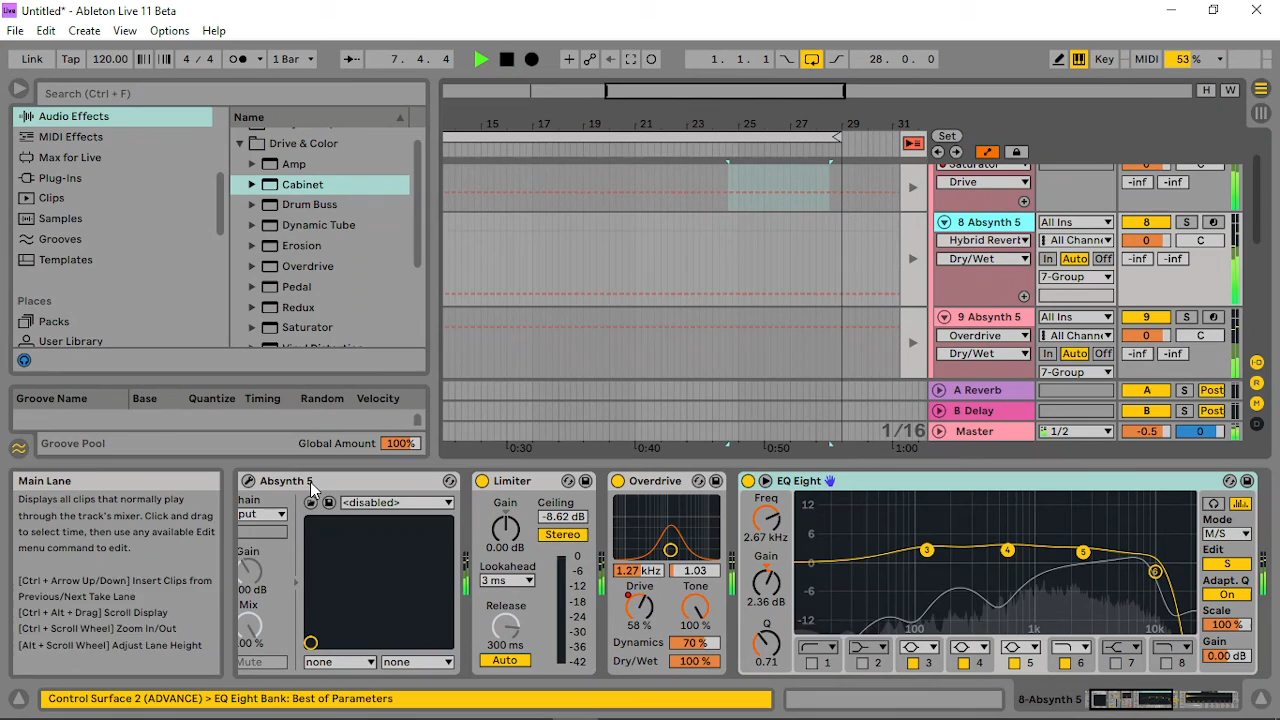 Live Untitled* - Ableton Live 11 Beta
File Edit Create View Options Help
Link Tap 120.00 4 / 4 1 Bar 7. 4. 4 1. 1. 1 28. 0. 0 Key MIDI 53 %
Search (Ctrl + F)
H W
Audio Effects
MIDI Effects
Max for Live
Plug-Ins
Clips
Samples
Grooves
Templates
Places
Packs
User Library
Name
Drive & Color
Amp
Cabinet
Drum Buss
Dynamic Tube
Erosion
Overdrive
Pedal
Redux
Saturator
15 17 19 21 23 25 27 29 31
Set
Saturator 0 C
Drive -inf -inf
8 Absynth 5 All Ins 8 S
Hybrid Revert All Channe 0 C
Dry/Wet In Auto Off -inf -inf
7-Group
9 Absynth 5 All Ins 9 S
Overdrive All Channe 0 C
Dry/Wet In Auto Off -inf -inf
7-Group
A Reverb A S Post
B Delay B S Post
1/16 Master 1/2 -0.5 0
0:30 0:40 0:50 1:00
Groove Name Base Quantize Timing Random Velocity
Groove Pool Global Amount 100%
Main Lane
Displays all clips that normally play
through the track's mixer. Click and drag
to select time, then use any available Edit
menu command to edit.
[Ctrl + Arrow Up/Down] Insert Clips from
Previous/Next Take Lane
[Ctrl + Alt + Drag] Scroll Display
[Ctrl + Scroll Wheel] Zoom In/Out
[Alt + Scroll Wheel] Adjust Lane Height
Absynth 5
hain
put
<disabled>
Gain
00 dB
Mix
00 %
Mute
none none
Limiter
Gain Ceiling
-8.62 dB
0.00 dB Stereo
Lookahead
3 ms
Release
300 ms
Auto
0
-6
-12
-18
-24
-30
-36
-42
Overdrive
1.27 kHz 1.03
Drive Tone
58 % 100 %
Dynamics 70 %
Dry/Wet 100 %
EQ Eight
Freq
2.67 kHz
Gain
2.36 dB
Q
0.71
12
6
0
-6
-12
3 4 5 6
100 1k 10k
1 2 3 4 5 6 7 8
Mode
M/S
Edit
S
Adapt. Q
On
Scale
100 %
Gain
0.00 dB
Control Surface 2 (ADVANCE) > EQ Eight Bank: Best of Parameters
8-Absynth 5